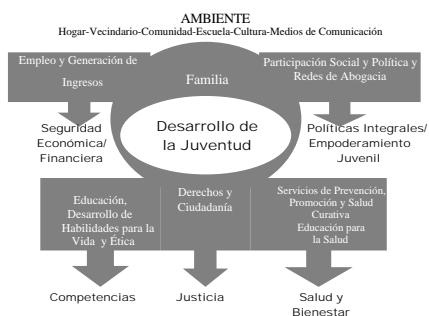 AMBIENTE
Hogar-Vecindario-Comunidad-Escuela-Cultura-Medios de Comunicación
Empleo y Generación de
Ingresos
Familia
Participación Social y Política y
Redes de Abogacia
Seguridad
Económica/
Financiera
Desarrollo de
la Juventud
Políticas Integrales/
Empoderamiento
Juvenil
Educación,
Desarrollo de
Habilidades para la
Vida y Ética
Derechos y
Ciudadanía
Servicios de Prevención,
Promoción y Salud
Curativa
Educación para
la Salud
Competencias
Justicia
Salud y
Bienestar